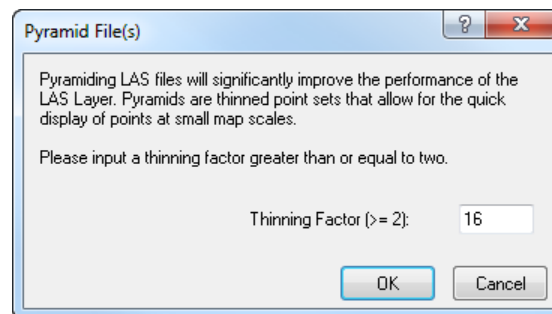 Pyramid File(s)
?
X
Pyramiding LAS files will significantly improve the performance of the
LAS Layer. Pyramids are thinned point sets that allow for the quick
display of points at small map scales.
Please input a thinning factor greater than or equal to two.
Thinning Factor (>= 2): 16
OK Cancel